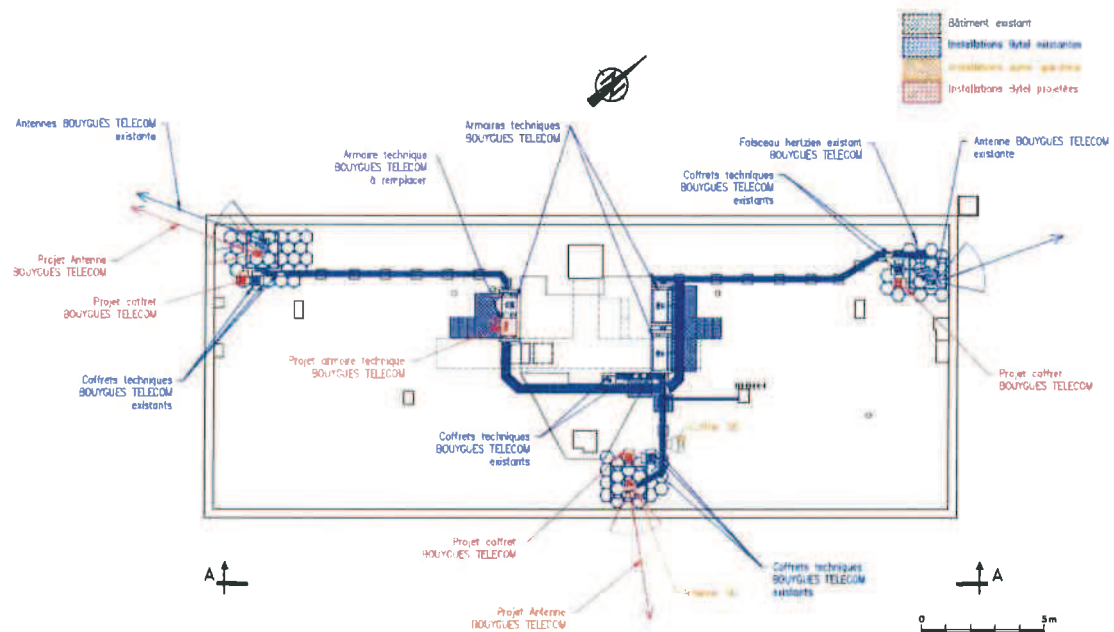 Bâtiment existant
Installations Bytel existantes
Installations Bytel projetées
Antennes BOUYGUES TELECOM
existante
Armoires techniques
BOUYGUES TELECOM
Armoire technique
BOUYGUES TELECOM
à remplacer
Faisceau hertzien existant
BOUYGUES TELECOM
Antenne BOUYGUES TELECOM
existante
Coffrets techniques
BOUYGUES TELECOM
existants
Projet Antenne
BOUYGUES TELECOM
Projet coffret
BOUYGUES TELECOM
Projet armoire technique
BOUYGUES TELECOM
Projet coffret
BOUYGUES TELECOM
Coffrets techniques
BOUYGUES TELECOM
existants
Coffrets techniques
BOUYGUES TELECOM
existants
Projet coffret
BOUYGUES TELECOM
Coffrets techniques
BOUYGUES TELECOM
existants
A
A
Projet Antenne
BOUYGUES TELECOM
0
5m